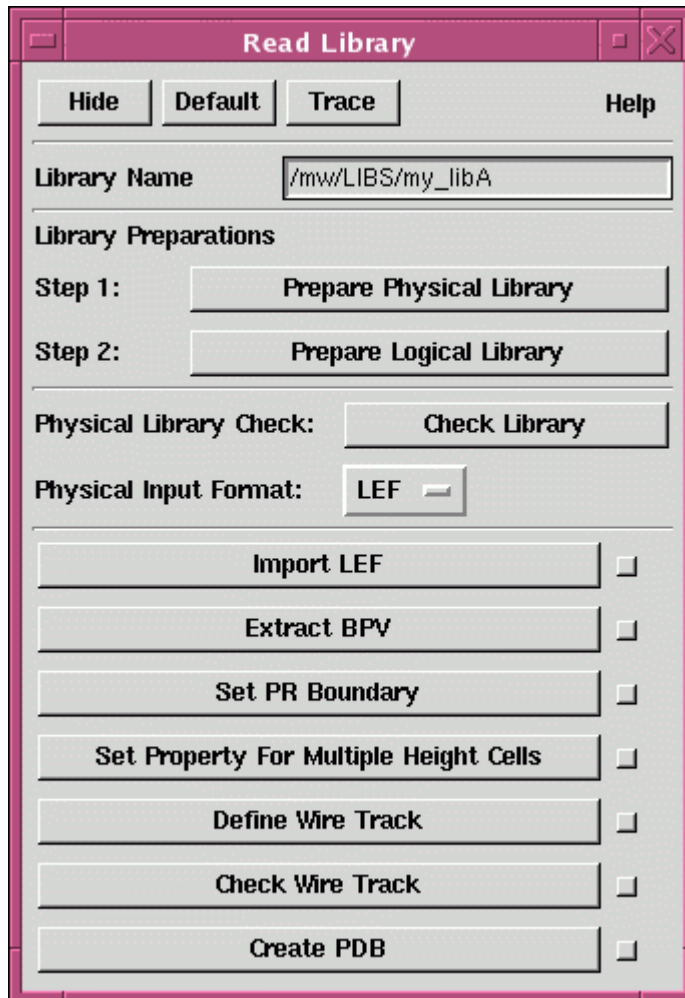 Read Library
Hide Default Trace Help
Library Name /mw/LIBS/my_libA
Library Preparations
Step 1: Prepare Physical Library
Step 2: Prepare Logical Library
Physical Library Check: Check Library
Physical Input Format: LEF
Import LEF
Extract BPV
Set PR Boundary
Set Property For Multiple Height Cells
Define Wire Track
Check Wire Track
Create PDB